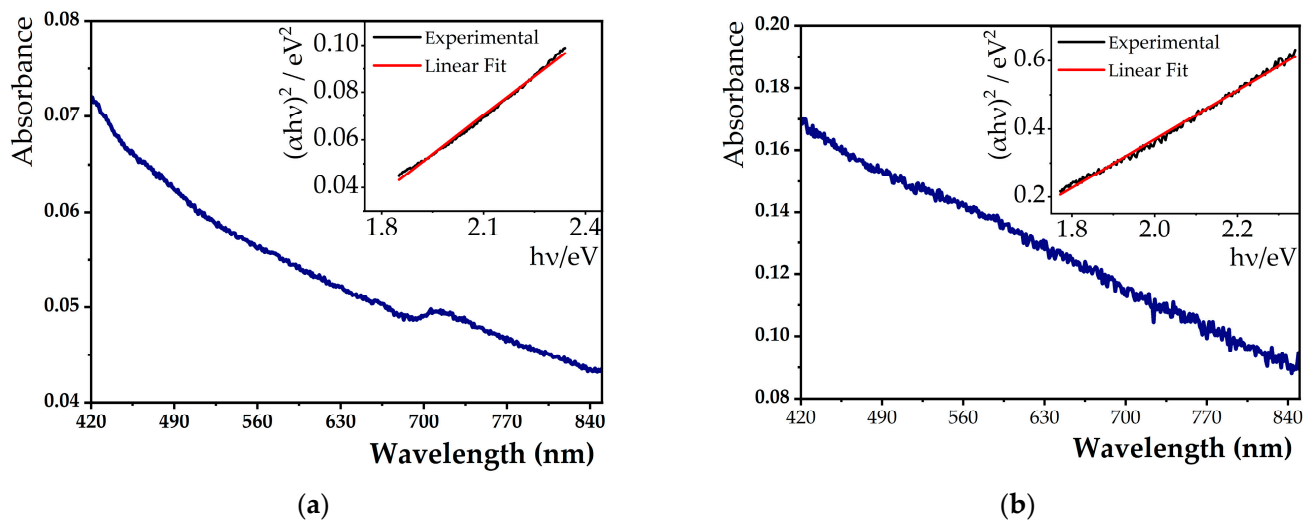 0.08
0.07
0.06
0.05
0.04
Absorbance
420 490 560 630 700 770 840
Wavelength (nm)
(αhν)² / eV²
0.10
0.08
0.06
0.04
Experimental
Linear Fit
1.8 2.1 2.4
hν/eV
(a)
0.20
0.18
0.16
0.14
0.12
0.10
0.08
Absorbance
420 490 560 630 700 770 840
Wavelength (nm)
(αhν)² / eV²
0.6
0.4
0.2
Experimental
Linear Fit
1.8 2.0 2.2
hν/eV
(b)